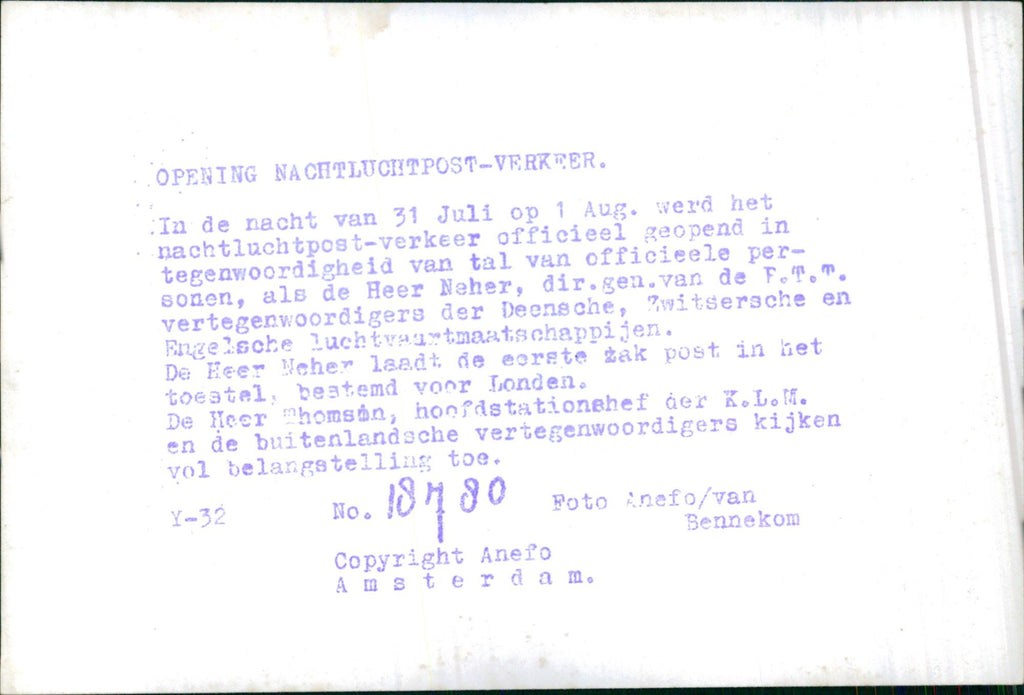 OPENING NACHTLUCHTPOST-VERKEER.
In de nacht van 31 Juli op 1 Aug. werd het
nachtluchtpost-verkeer officieel geopend in
tegenwoordigheid van tal van officieele per-
sonen, als de Heer Neher, dir.gen.van de P.T.T.
vertegenwoordigers der Deensche, Zwitsersche en
Engelsche luchtvaartmaatschappijen.
De Heer Neher laadt de eerste zak post in het
toestel, bestemd voor Londen.
De Heer Thomson, hoofdstationshef der K.L.M.
en de buitenlandsche vertegenwoordigers kijken
vol belangstelling toe.
Y-32 No. 18780 Foto Anefo/van
Bennekom
Copyright Anefo
A m s t e r d a m.